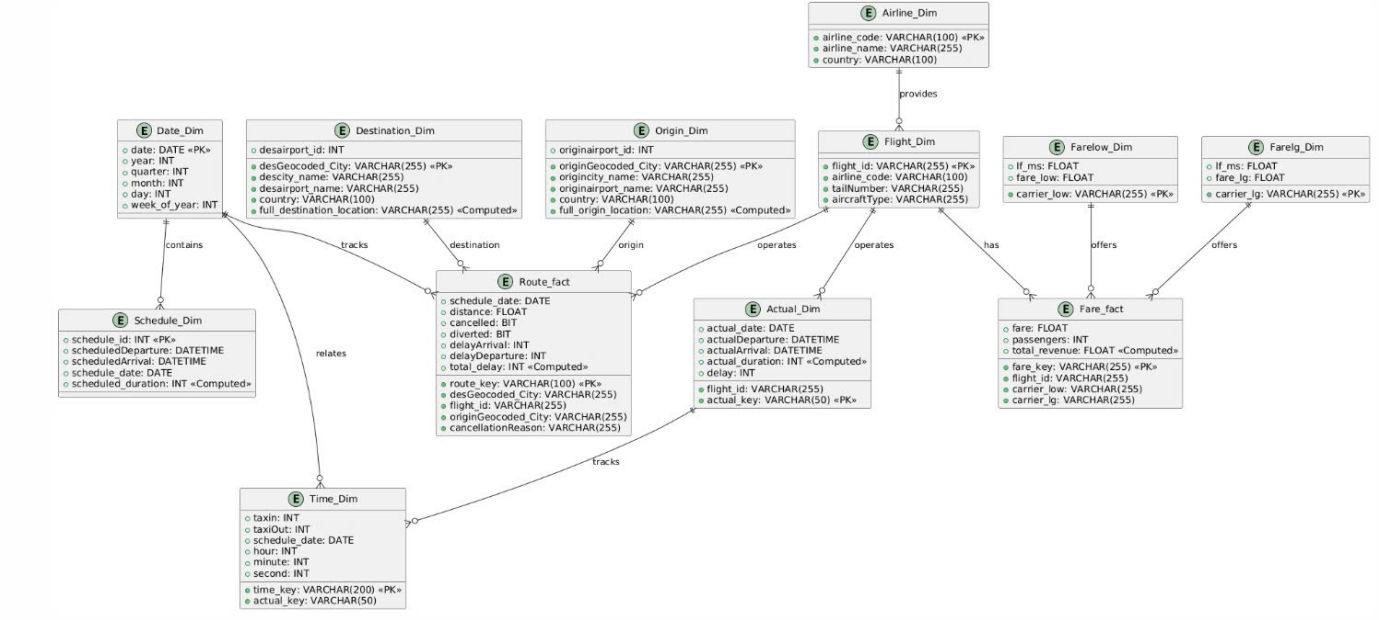 E Airline_Dim
airline_code: VARCHAR(100) «PK»
airline_name: VARCHAR(255)
country: VARCHAR(100)
provides
E Date_Dim
date: DATE «PK»
year: INT
quarter: INT
month: INT
day: INT
week_of_year: INT
E Destination_Dim
desairport_id: INT
desGeocoded_City: VARCHAR(255) «PK»
descity_name: VARCHAR(255)
desairport_name: VARCHAR(255)
country: VARCHAR(100)
full_destination_location: VARCHAR(255) «Computed»
E Origin_Dim
originairport_id: INT
originGeocoded_City: VARCHAR(255) «PK»
origincity_name: VARCHAR(255)
originairport_name: VARCHAR(255)
country: VARCHAR(100)
full_origin_location: VARCHAR(255) «Computed»
E Flight_Dim
flight_id: VARCHAR(255) «PK»
airline_code: VARCHAR(100)
tailNumber: VARCHAR(255)
aircraftType: VARCHAR(255)
E Farelow_Dim
lf_ms: FLOAT
fare_low: FLOAT
carrier_low: VARCHAR(255) «PK»
E Farelg_Dim
lf_ms: FLOAT
fare_lg: FLOAT
carrier_lg: VARCHAR(255) «PK»
contains
tracks
destination
origin
operates
operates
has
offers
offers
E Schedule_Dim
schedule_id: INT «PK»
scheduledDeparture: DATETIME
scheduledArrival: DATETIME
schedule_date: DATE
scheduled_duration: INT «Computed»
relates
E Route_fact
schedule_date: DATE
distance: FLOAT
cancelled: BIT
diverted: BIT
delayArrival: INT
delayDeparture: INT
total_delay: INT «Computed»
route_key: VARCHAR(100) «PK»
desGeocoded_City: VARCHAR(255)
flight_id: VARCHAR(255)
originGeocoded_City: VARCHAR(255)
cancellationReason: VARCHAR(255)
E Actual_Dim
actual_date: DATE
actualDeparture: DATETIME
actualArrival: DATETIME
actual_duration: INT «Computed»
delay: INT
flight_id: VARCHAR(255)
actual_key: VARCHAR(50) «PK»
E Fare_fact
fare: FLOAT
passengers: INT
total_revenue: FLOAT «Computed»
fare_key: VARCHAR(255) «PK»
flight_id: VARCHAR(255)
carrier_low: VARCHAR(255)
carrier_lg: VARCHAR(255)
tracks
E Time_Dim
taxin: INT
taxiOut: INT
schedule_date: DATE
hour: INT
minute: INT
second: INT
time_key: VARCHAR(200) «PK»
actual_key: VARCHAR(50)